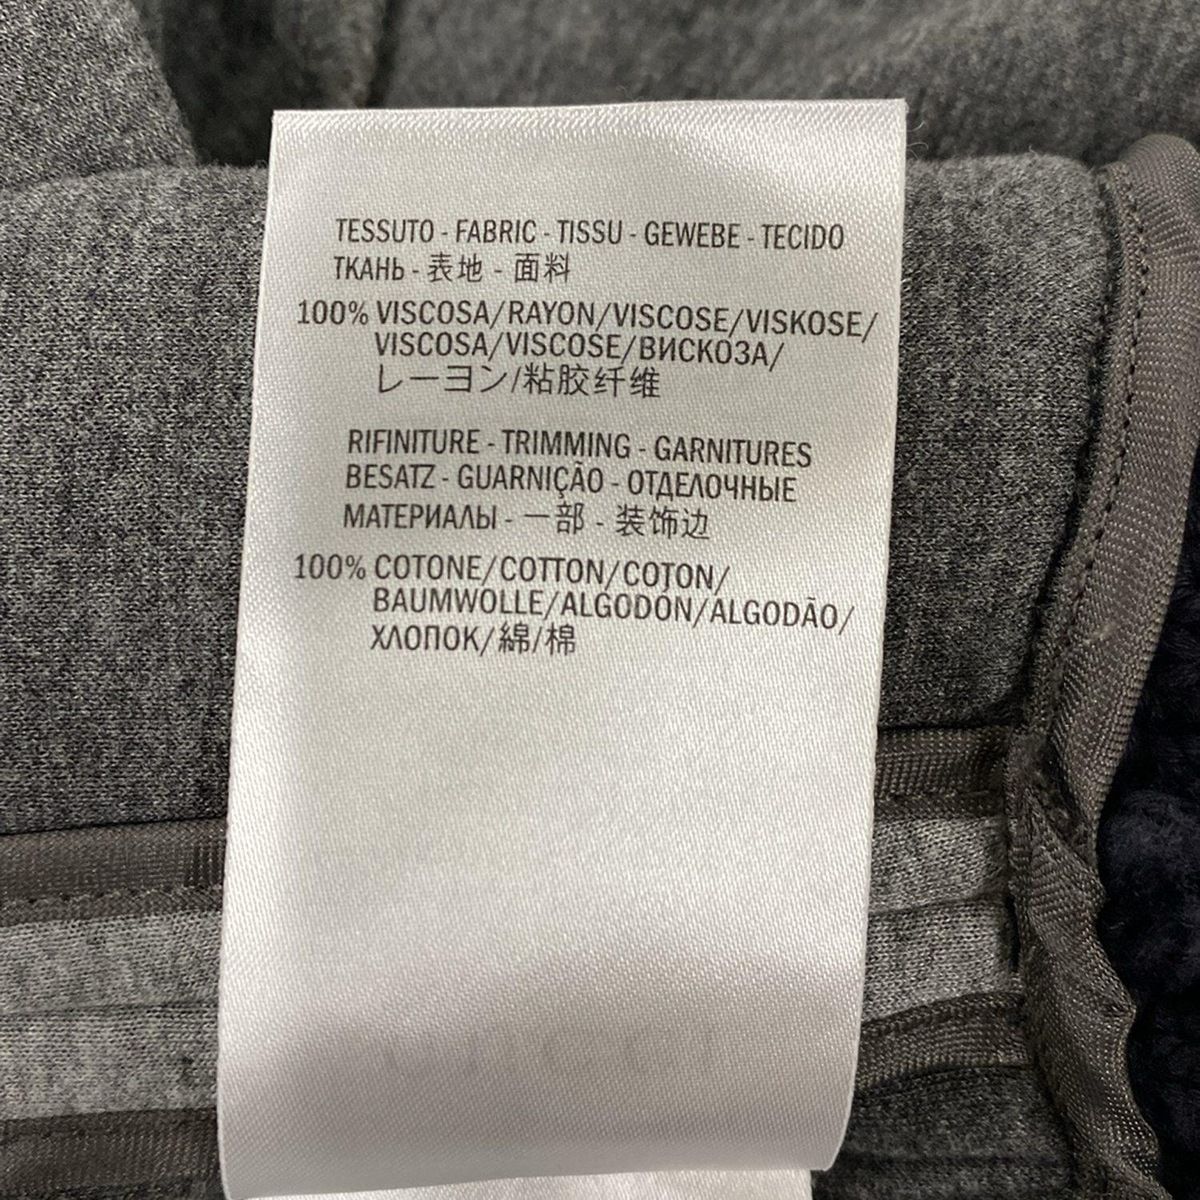 TESSUTO - FABRIC - TISSU - GEWEBE - TECIDO
ТКАНЬ - 表地 - 面料
100% VISCOSA/RAYON/VISCOSE/VISKOSE/
VISCOSA/VISCOSE/ВИСКОЗА/
レーヨン/粘胶纤维
RIFINITURE - TRIMMING - GARNITURES
BESATZ - GUARNIÇÃO - ОТДЕЛОЧНЫЕ
МАТЕРИАЛЫ - 一部 - 装饰边
100% COTONE/COTTON/COTON/
BAUMWOLLE/ALGODÓN/ALGODÃO/
ХЛОПОК/綿/棉